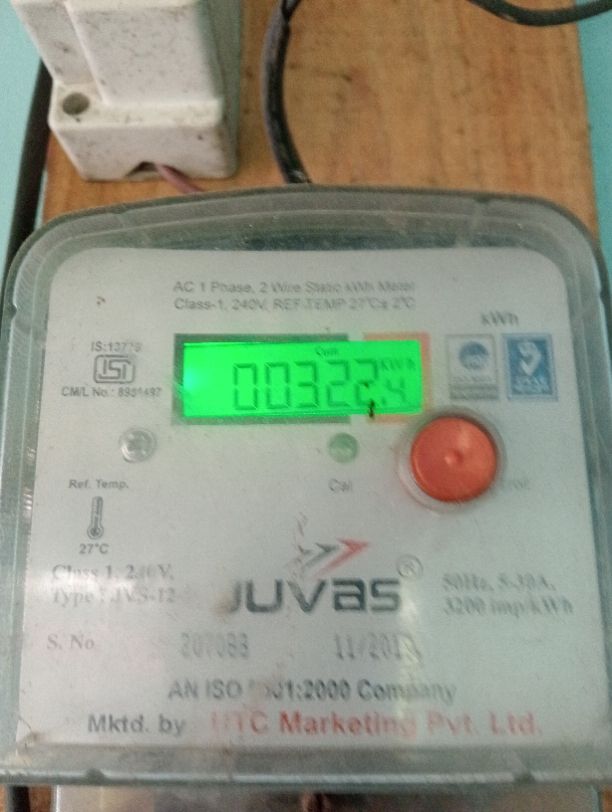 AC 1 Phase, 2 Wire Static kWh Meter
Class-1, 240V, REF.TEMP 27°C± 2°C
kWh
IS:13779
Cum
KWh
00322.4
CM/L No.: 8951497
Cal
Ref. Temp.
27°C
Class 1, 240V,
Type : JVS-12
JUVAS®
50Hz, 5-30A,
3200 imp/kWh
S. No
207088
AN ISO 9001:2000 Company
Mktd. by HTC Marketing Pvt. Ltd.